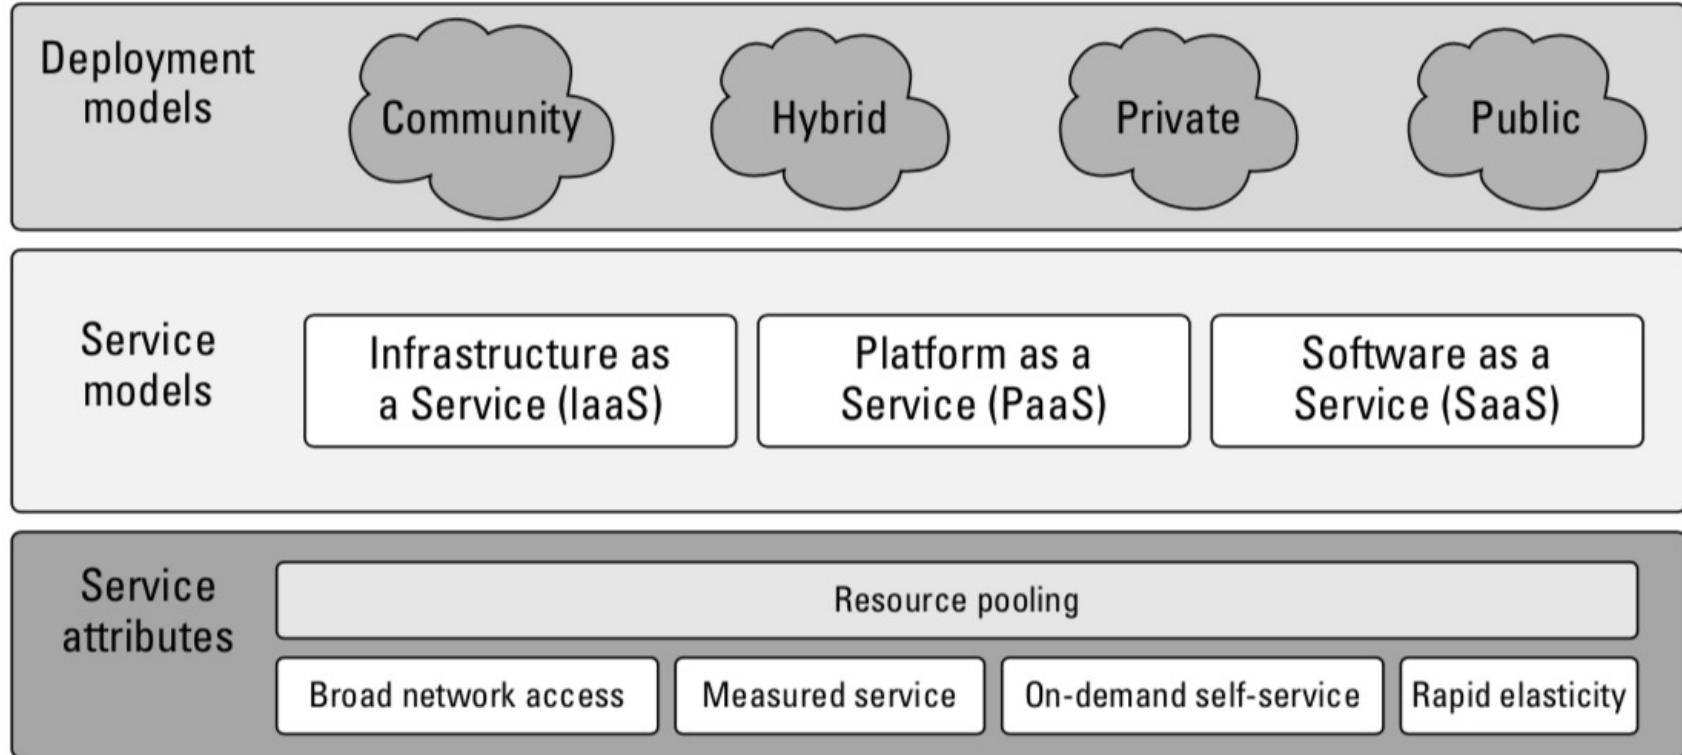 Deployment
models
Community
Hybrid
Private
Public
Service
models
Infrastructure as
a Service (IaaS)
Platform as a
Service (PaaS)
Software as a
Service (SaaS)
Service
attributes
Resource pooling
Broad network access
Measured service
On-demand self-service
Rapid elasticity